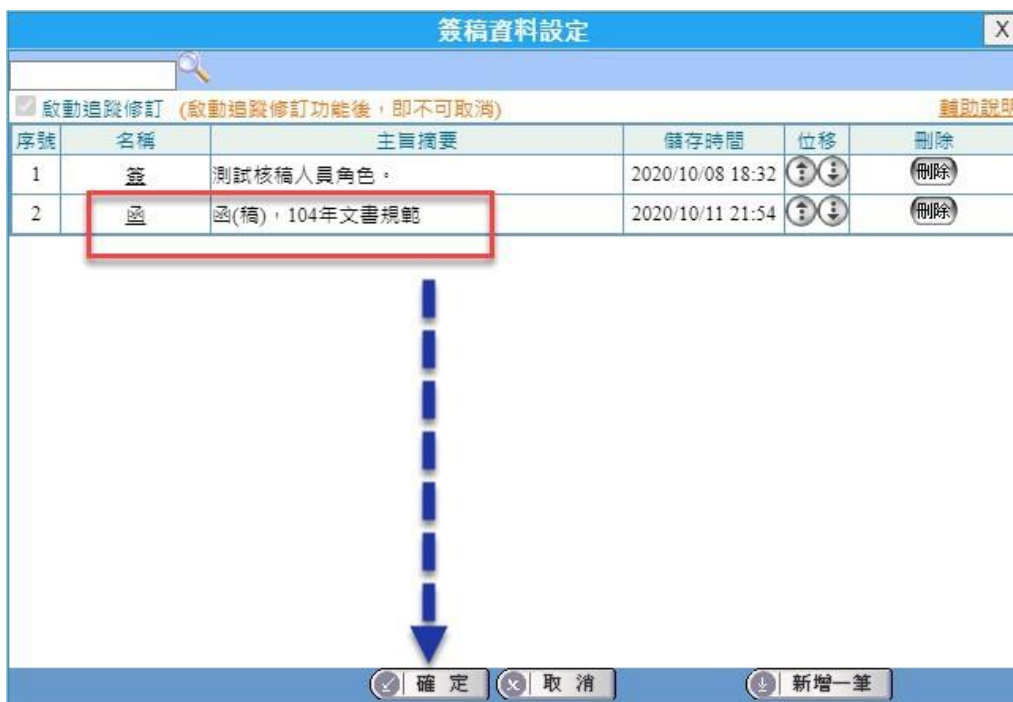 簽稿資料設定 X
啟動追蹤修訂 (啟動追蹤修訂功能後，即不可取消) 輔助說明
序號 名稱 主旨摘要 儲存時間 位移 刪除
1 簽 測試核稿人員角色。 2020/10/08 18:32 刪除
2 函 函(稿)，104年文書規範 2020/10/11 21:54 刪除
確 定 取 消 新增一筆